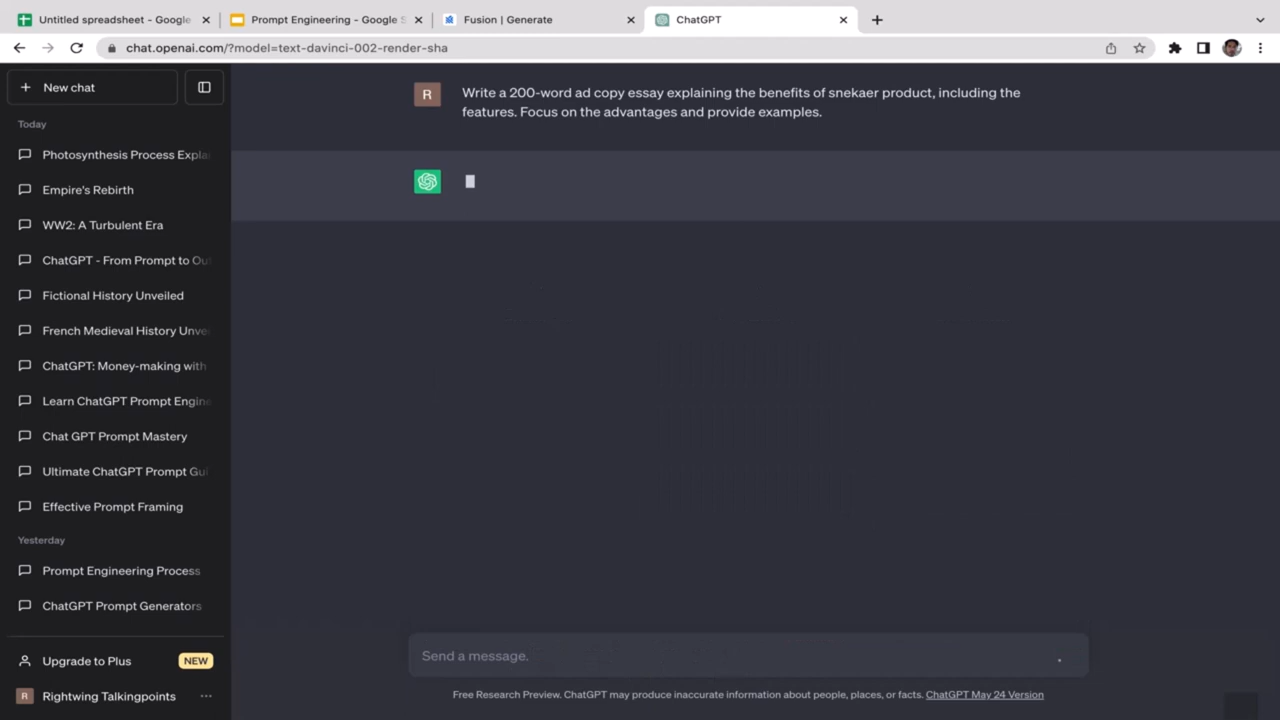 Untitled spreadsheet - Google
Prompt Engineering - Google S
Fusion | Generate
ChatGPT
chat.openai.com/?model=text-davinci-002-render-sha
New chat
Today
Photosynthesis Process Expla
Empire's Rebirth
WW2: A Turbulent Era
ChatGPT - From Prompt to Ou
Fictional History Unveiled
French Medieval History Unve
ChatGPT: Money-making with
Learn ChatGPT Prompt Engine
Chat GPT Prompt Mastery
Ultimate ChatGPT Prompt Gui
Effective Prompt Framing
Yesterday
Prompt Engineering Process
ChatGPT Prompt Generators
Upgrade to Plus NEW
R Rightwing Talkingpoints
R Write a 200-word ad copy essay explaining the benefits of snekaer product, including the
features. Focus on the advantages and provide examples.
Send a message.
Free Research Preview. ChatGPT may produce inaccurate information about people, places, or facts. ChatGPT May 24 Version